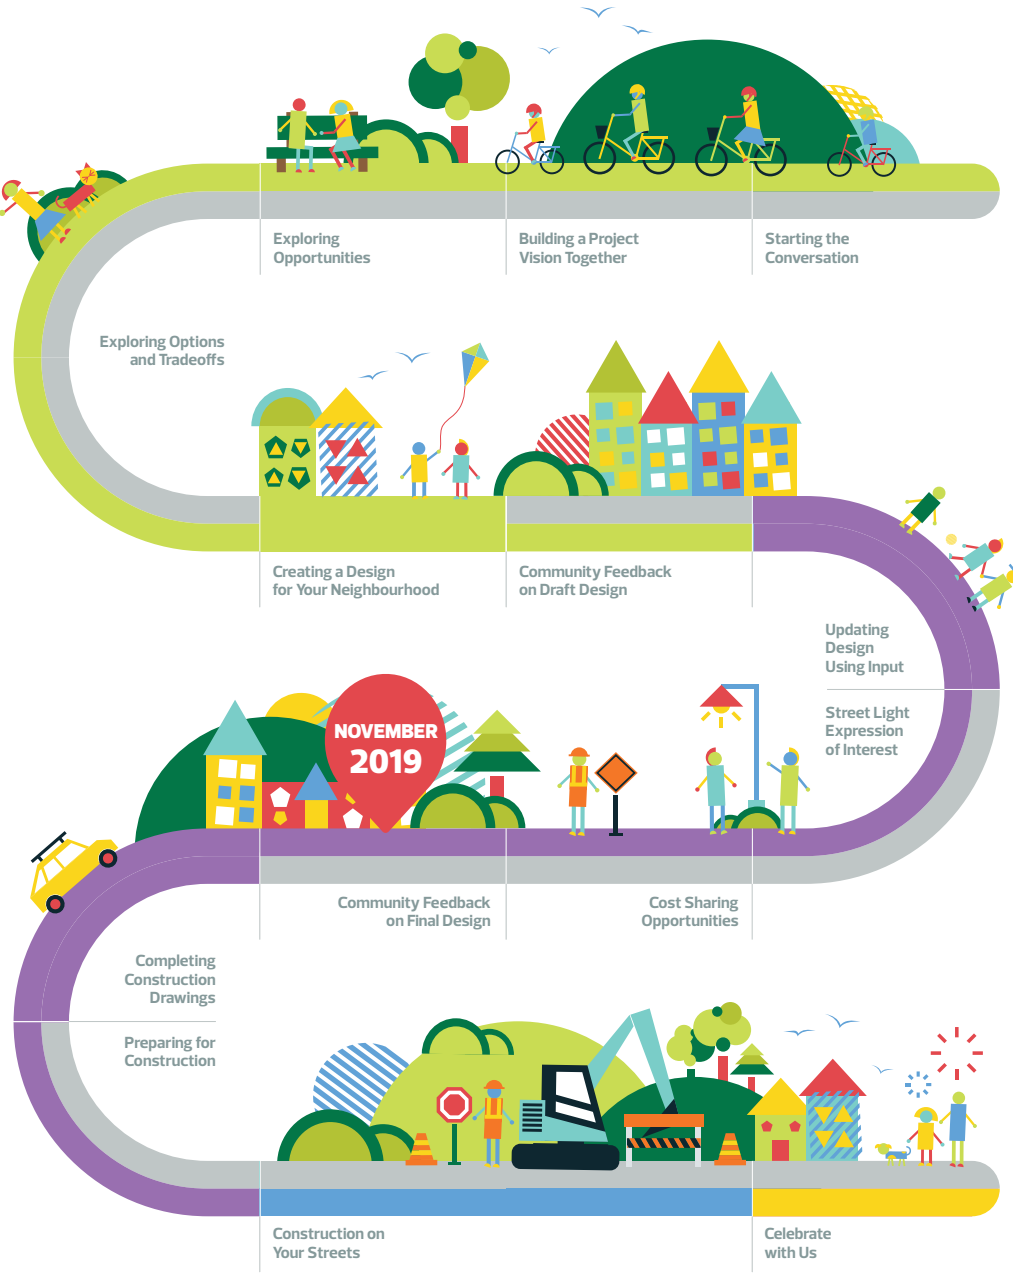 Exploring
Opportunities
Building a Project
Vision Together
Starting the
Conversation
Exploring Options
and Tradeoffs
Creating a Design
for Your Neighbourhood
Community Feedback
on Draft Design
Updating
Design
Using Input
Street Light
Expression
of Interest
NOVEMBER
2019
Community Feedback
on Final Design
Cost Sharing
Opportunities
Completing
Construction
Drawings
Preparing for
Construction
Construction on
Your Streets
Celebrate
with Us